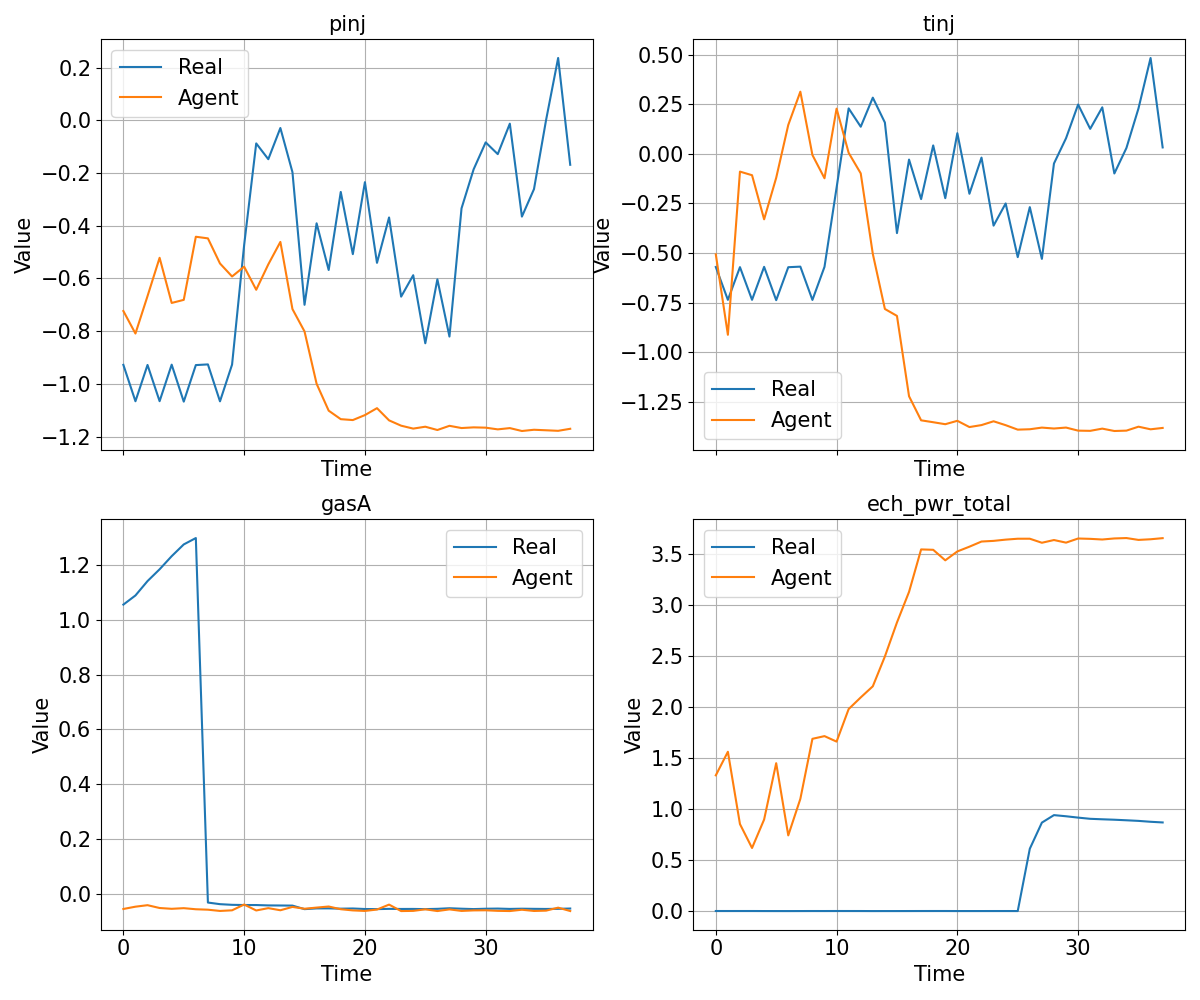 pinj
Real
Agent
0.2
0.0
−0.2
−0.4
−0.6
−0.8
−1.0
−1.2
Value
Time
tinj
0.50
0.25
0.00
−0.25
−0.50
−0.75
−1.00
−1.25
Value
Real
Agent
Time
gasA
Real
Agent
1.2
1.0
0.8
0.6
0.4
0.2
0.0
Value
0 10 20 30
Time
ech_pwr_total
Real
Agent
3.5
3.0
2.5
2.0
1.5
1.0
0.5
0.0
Value
0 10 20 30
Time